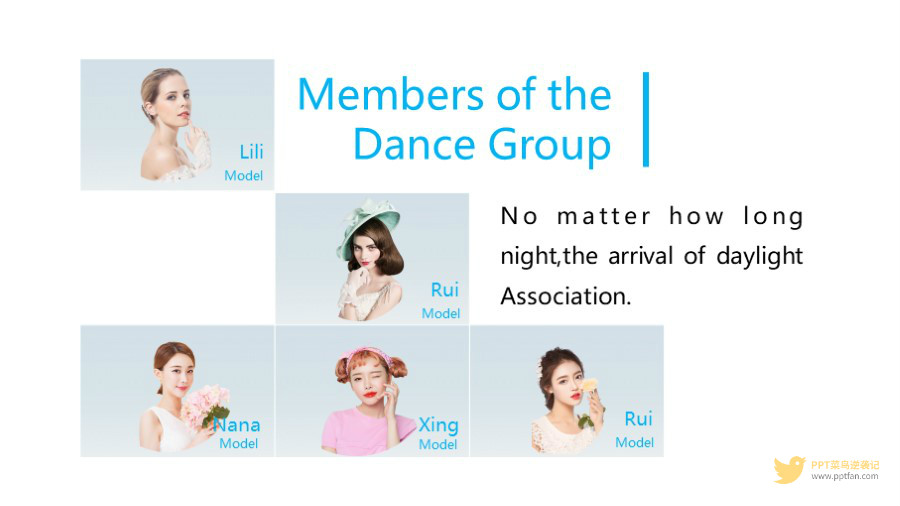 Members of the
Dance Group
Lili
Model
No matter how long
night,the arrival of daylight
Association.
Rui
Model
Nana
Model
Xing
Model
Rui
Model
PPT菜鸟逆袭记
www.pptfan.com